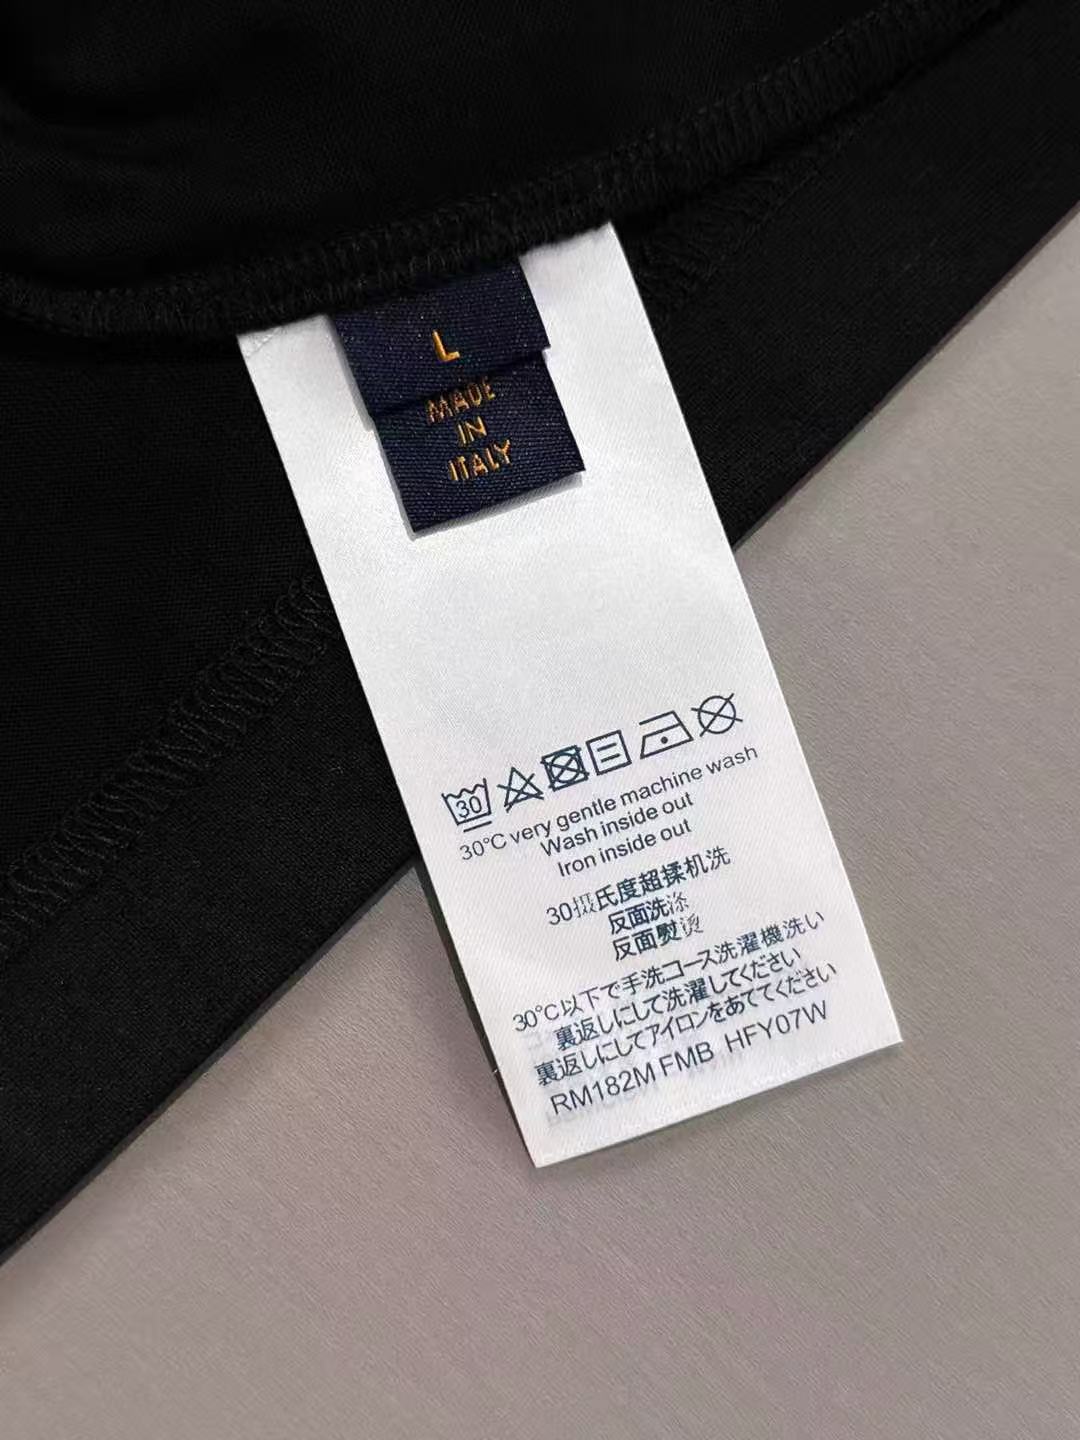 L
MADE
IN
ITALY
30
30°C very gentle machine wash
Wash inside out
Iron inside out
30摄氏度超揉机洗
反面洗涤
反面熨烫
30°C以下で手洗コース洗濯機洗い
裏返しにして洗濯してください
裏返しにしてアイロンをあててください
RM182M FMB HFY07W